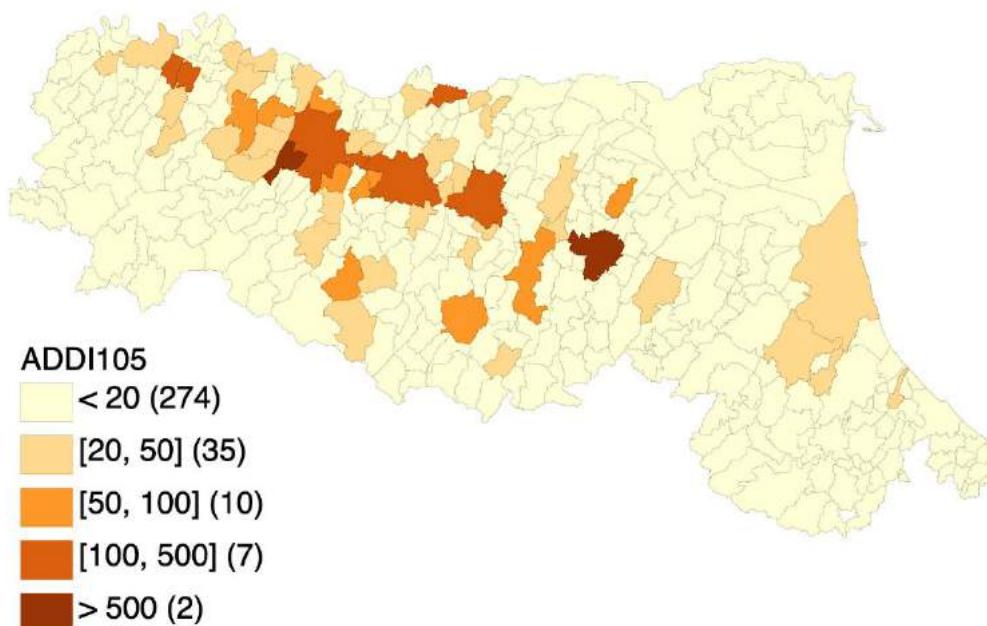 ADDI105
< 20 (274)
[20, 50] (35)
[50, 100] (10)
[100, 500] (7)
> 500 (2)